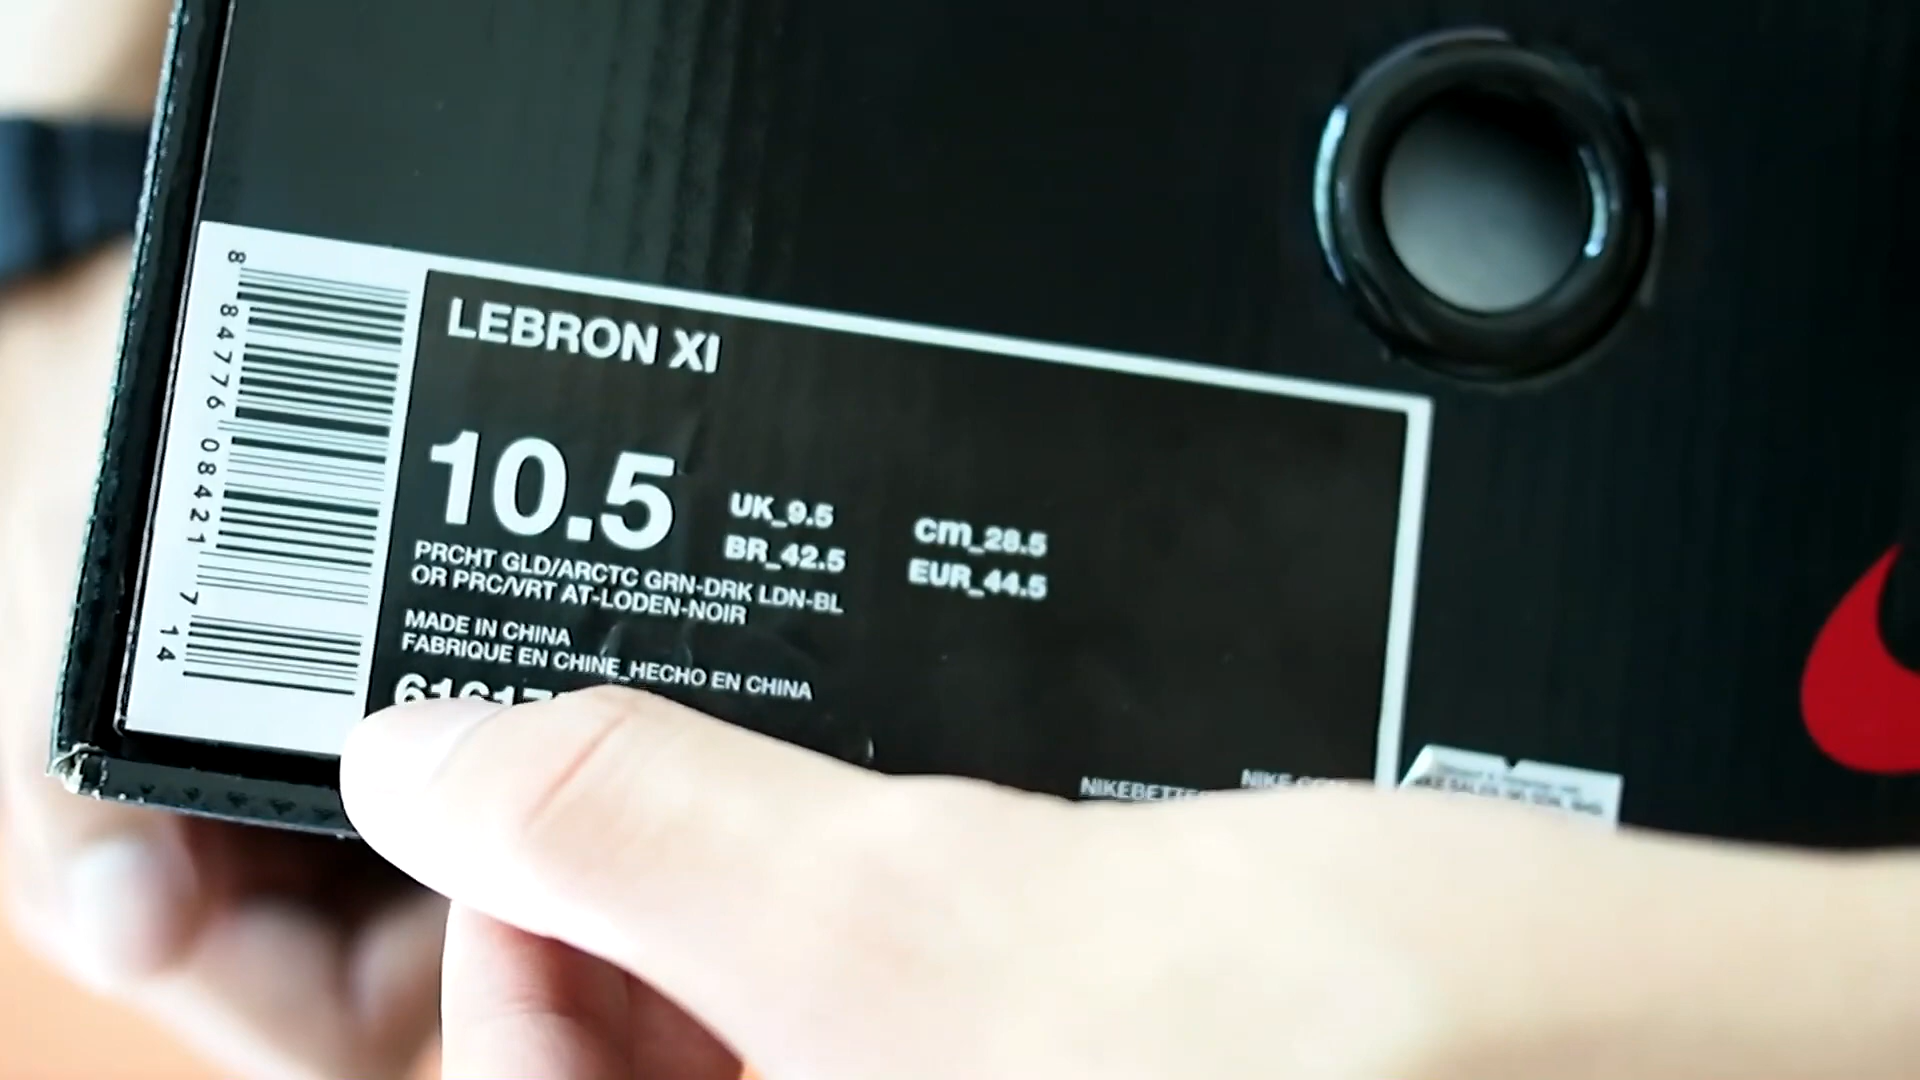 8 84776 08421 7 14
LEBRON XI
10.5
UK_9.5
BR_42.5
cm_28.5
EUR_44.5
PRCHT GLD/ARCTC GRN-DRK LDN-BL
OR PRC/VRT AT-LODEN-NOIR
MADE IN CHINA
FABRIQUE EN CHINE_HECHO EN CHINA